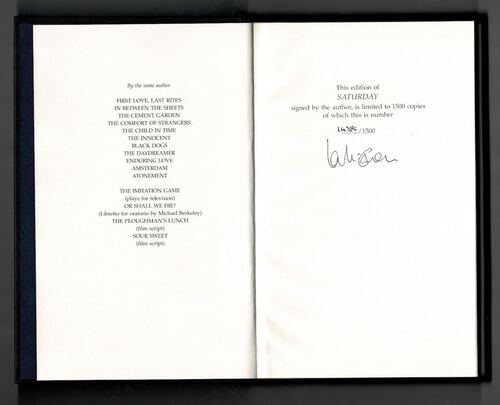 By the same author
FIRST LOVE, LAST RITES
IN BETWEEN THE SHEETS
THE CEMENT GARDEN
THE COMFORT OF STRANGERS
THE CHILD IN TIME
THE INNOCENT
BLACK DOGS
THE DAYDREAMER
ENDURING LOVE
AMSTERDAM
ATONEMENT
THE IMITATION GAME
(plays for television)
OR SHALL WE DIE?
(Libretto for oratorio by Michael Berkeley)
THE PLOUGHMAN'S LUNCH
(film script)
SOUR SWEET
(film script)
This edition of
SATURDAY
signed by the author, is limited to 1500 copies
of which this is number
/1500